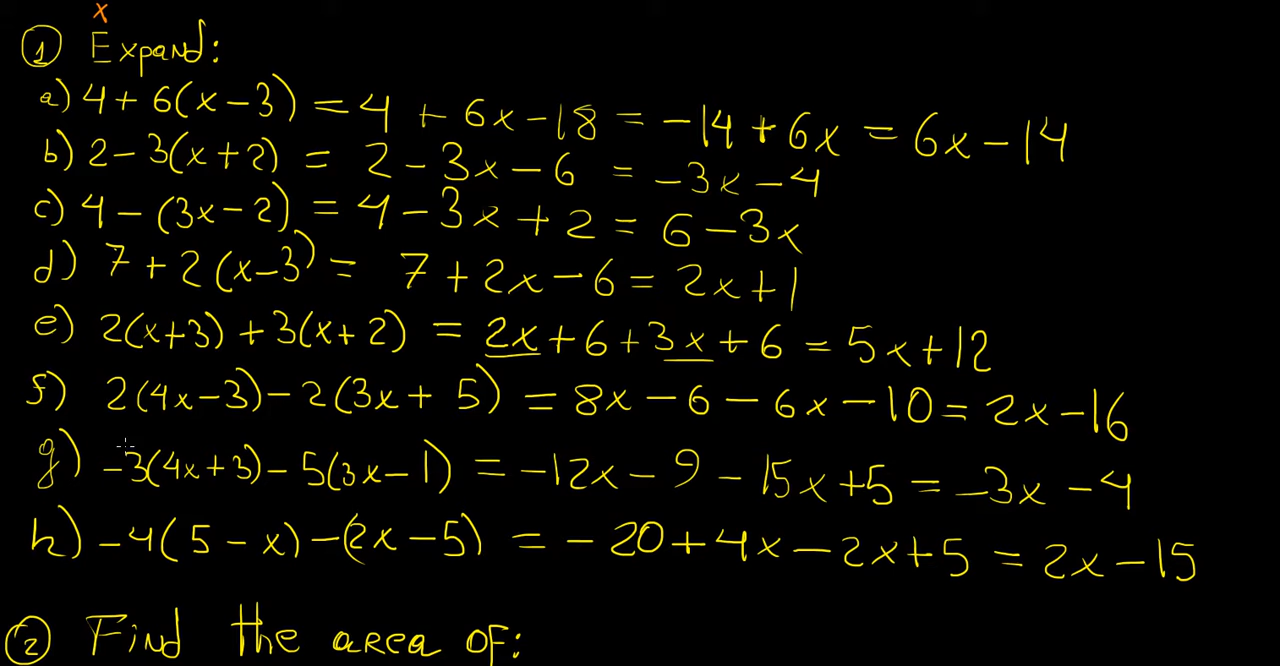 x
① Expand:
a) 4 + 6(x - 3) = 4 + 6x - 18 = -14 + 6x = 6x - 14
b) 2 - 3(x + 2) = 2 - 3x - 6 = -3x - 4
c) 4 - (3x - 2) = 4 - 3x + 2 = 6 - 3x
d) 7 + 2(x - 3) = 7 + 2x - 6 = 2x + 1
e) 2(x + 3) + 3(x + 2) = 2x + 6 + 3x + 6 = 5x + 12
f) 2(4x - 3) - 2(3x + 5) = 8x - 6 - 6x - 10 = 2x - 16
g) -3(4x + 3) - 5(3x - 1) = -12x - 9 - 15x + 5 = -3x - 4
h) -4(5 - x) - (2x - 5) = -20 + 4x - 2x + 5 = 2x - 15
② Find the area of: